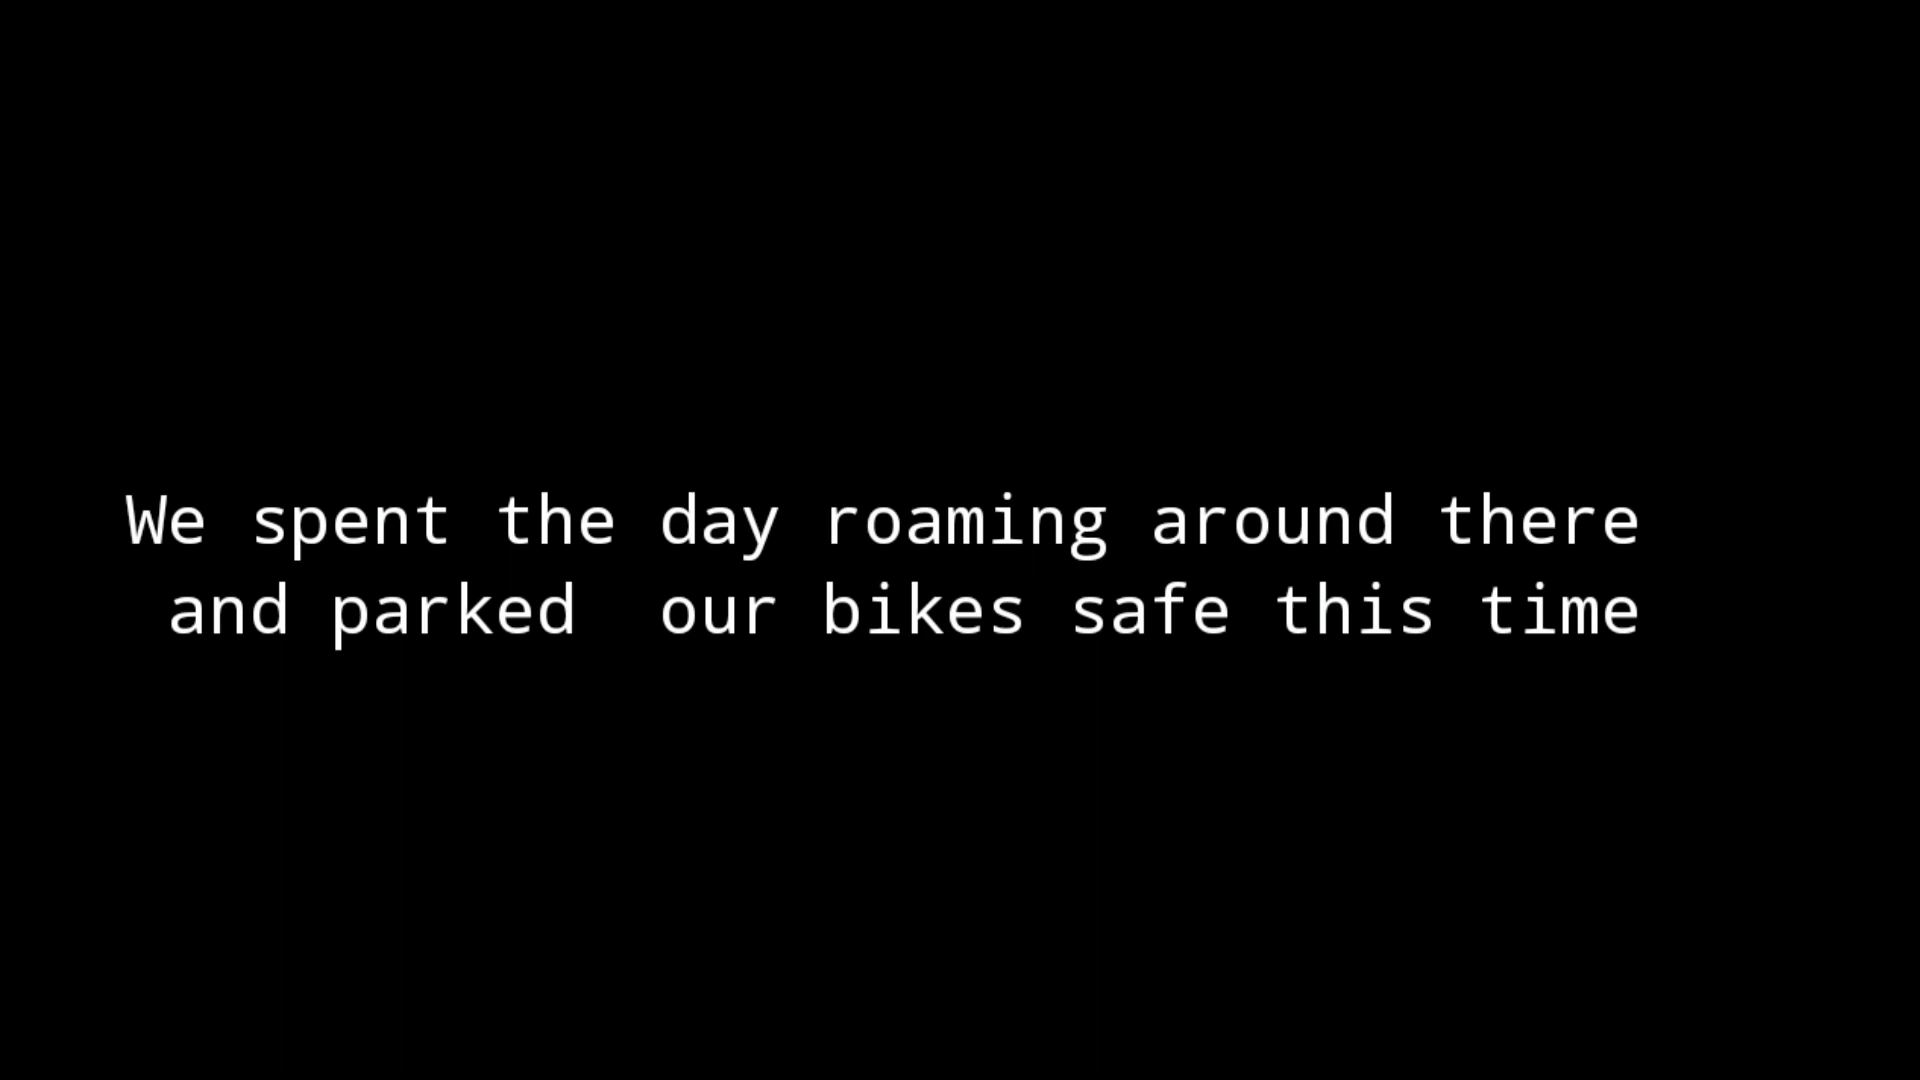 We spent the day roaming around there
and parked  our bikes safe this time